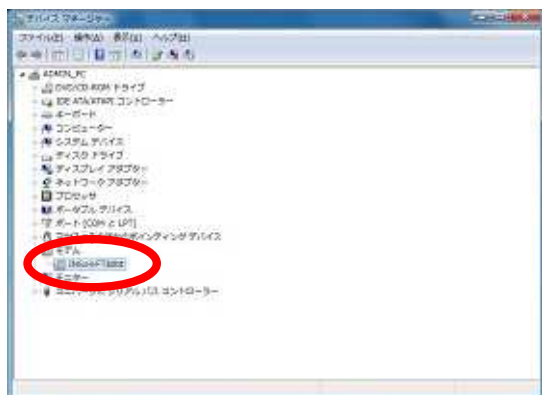 デバイス マネージャー
ファイル(F) 操作(A) 表示(V) ヘルプ(H)
ADMIN_PC
DVD/CD-ROM ドライブ
IDE ATA/ATAPI コントローラー
キーボード
コンピューター
システム デバイス
ディスク ドライブ
ディスプレイ アダプター
ネットワーク アダプター
プロセッサ
ポータブル デバイス
ポート (COM と LPT)
マウスとそのほかのポインティング デバイス
モデム
モニター
ユニバーサル シリアル バス コントローラー